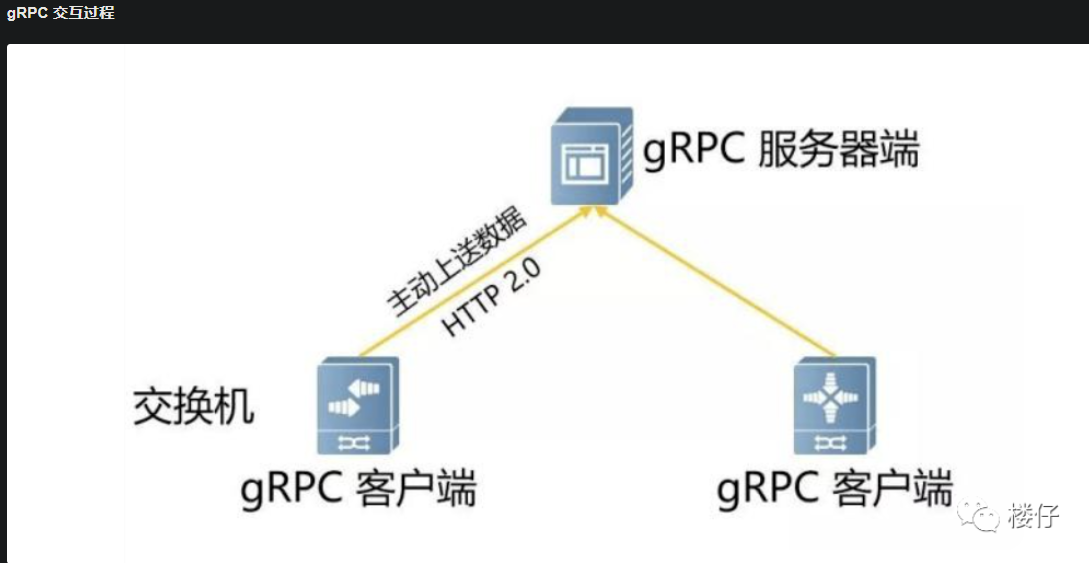 gRPC 交互过程
gRPC 服务器端
主动上送数据
HTTP 2.0
交换机
gRPC 客户端
gRPC 客户端
楼仔